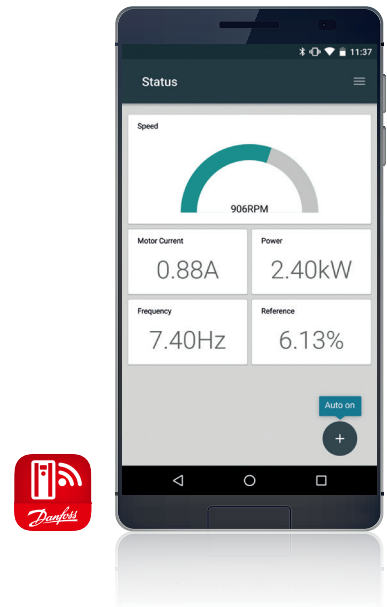 11:37
Status
Speed
906RPM
Motor Current
0.88A
Power
2.40kW
Frequency
7.40Hz
Reference
6.13%
Auto on
+
Danfoss